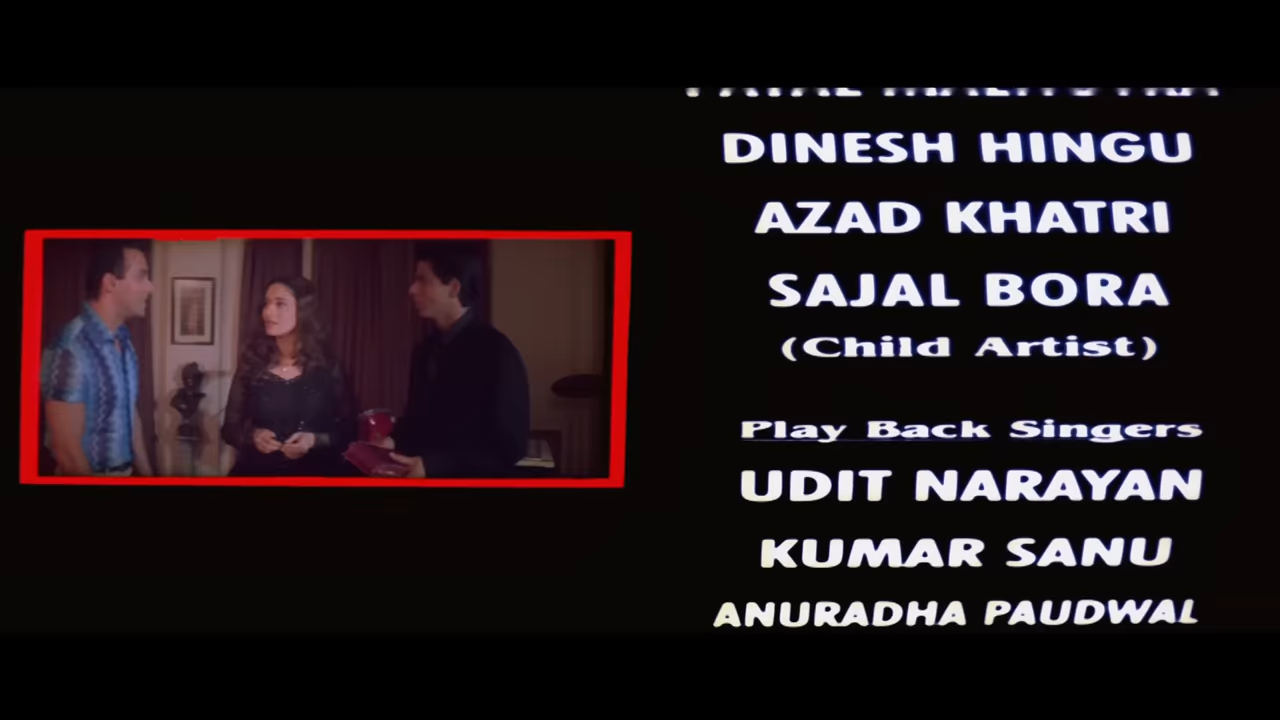 DINESH HINGU
AZAD KHATRI
SAJAL BORA
(Child Artist)
Play Back Singers
UDIT NARAYAN
KUMAR SANU
ANURADHA PAUDWAL